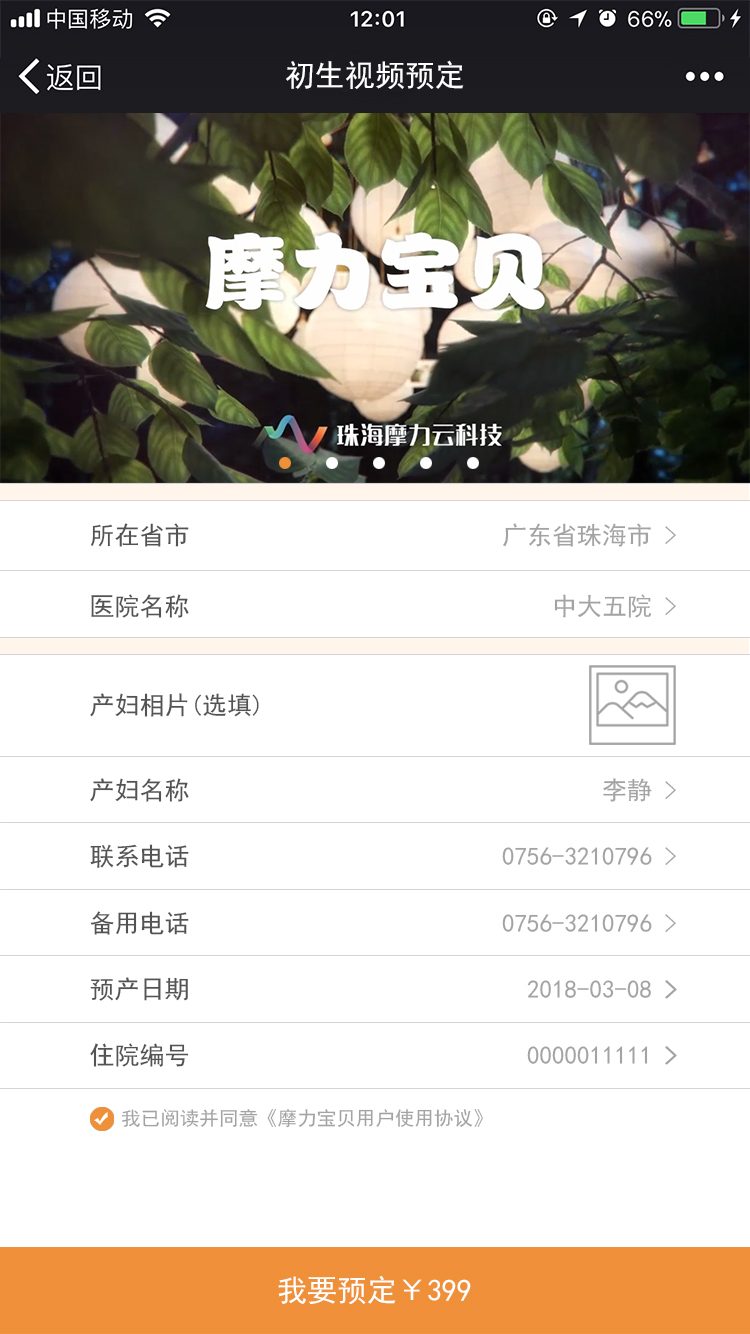 中国移动 12:01 66%
返回 初生视频预定
摩力宝贝
珠海摩力云科技
所在省市 广东省珠海市
医院名称 中大五院
产妇相片(选填)
产妇名称 李静
联系电话 0756-3210796
备用电话 0756-3210796
预产日期 2018-03-08
住院编号 0000011111
我已阅读并同意《摩力宝贝用户使用协议》
我要预定￥399